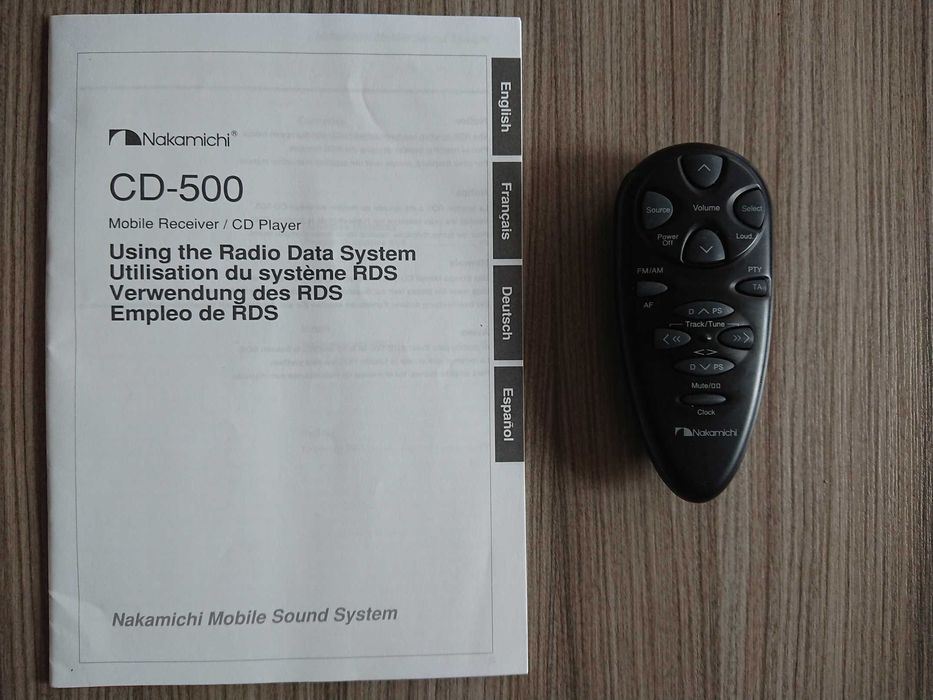 Nakamichi®
CD-500
Mobile Receiver / CD Player
Using the Radio Data System
Utilisation du système RDS
Verwendung des RDS
Empleo de RDS
Nakamichi Mobile Sound System
English
Français
Deutsch
Español
Source
Volume
Select
Power
Off
Loud.
FM/AM
PTY
TA
AF
D PS
Track/Tune
D PS
Mute/
Clock
Nakamichi